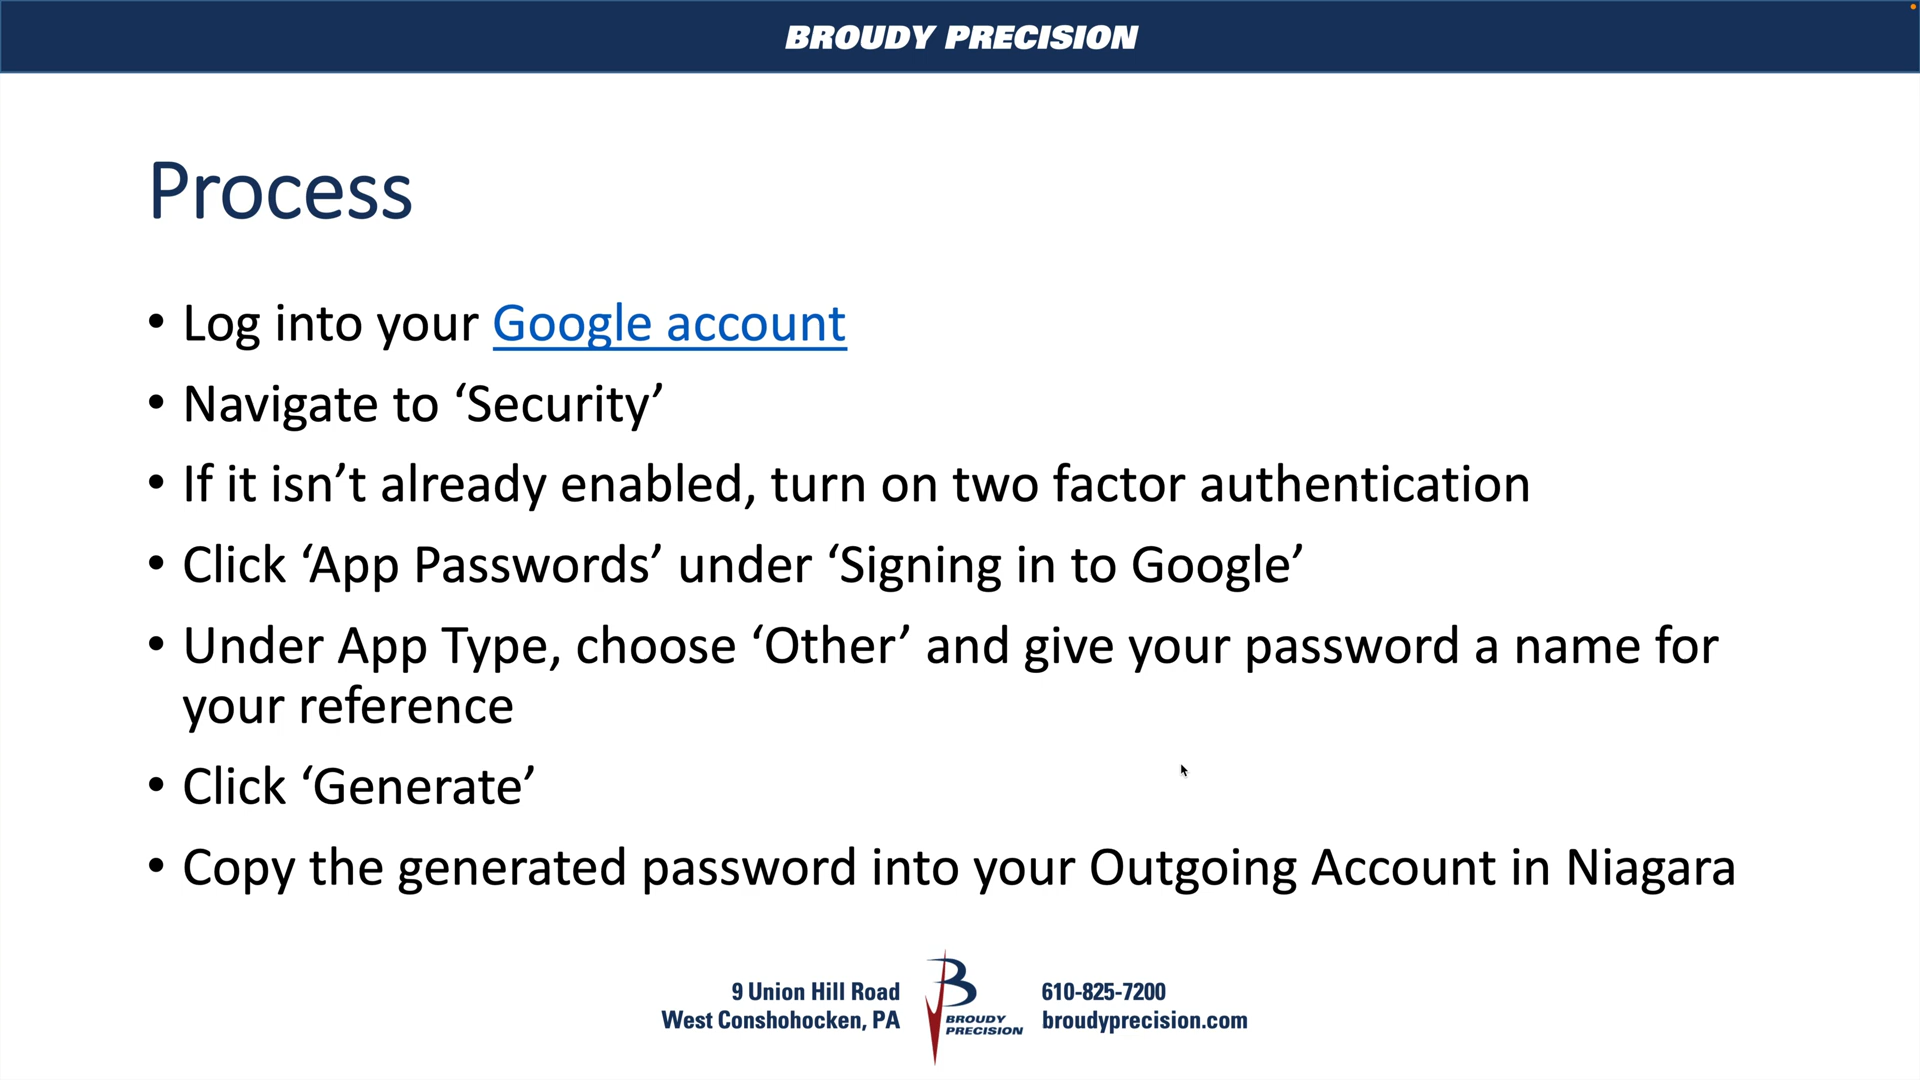 BROUDY PRECISION
Process
• Log into your Google account
• Navigate to ‘Security’
• If it isn’t already enabled, turn on two factor authentication
• Click ‘App Passwords’ under ‘Signing in to Google’
• Under App Type, choose ‘Other’ and give your password a name for
your reference
• Click ‘Generate’
• Copy the generated password into your Outgoing Account in Niagara
9 Union Hill Road
West Conshohocken, PA
B
BROUDY
PRECISION
610-825-7200
broudyprecision.com